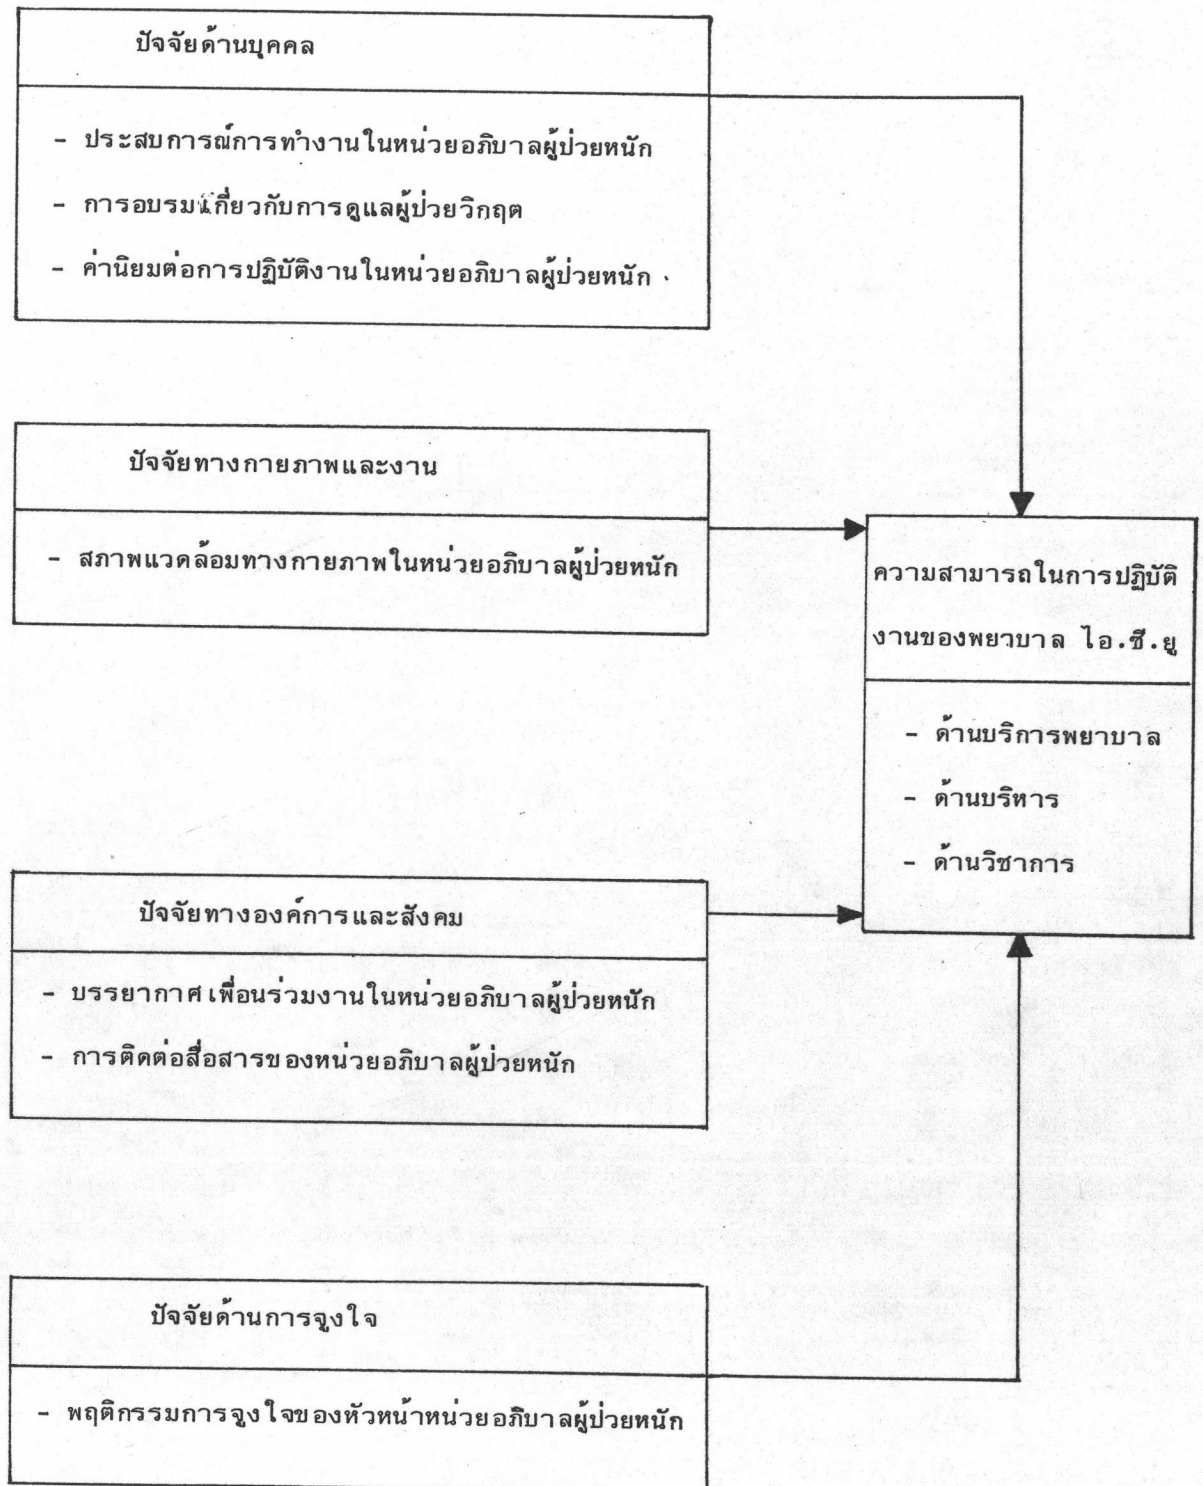 ปัจจัยด้านบุคคล
- ประสบการณ์การทำงานในหน่วยอภิบาลผู้ป่วยหนัก
- การอบรมเกี่ยวกับการดูแลผู้ป่วยวิกฤต
- ค่านิยมต่อการปฏิบัติงานในหน่วยอภิบาลผู้ป่วยหนัก
ปัจจัยทางกายภาพและงาน
- สภาพแวดล้อมทางกายภาพในหน่วยอภิบาลผู้ป่วยหนัก
ความสามารถในการปฏิบัติ
งานของพยาบาล ไอ.ซี.ยู
- ด้านบริการพยาบาล
- ด้านบริหาร
- ด้านวิชาการ
ปัจจัยทางองค์การและสังคม
- บรรยากาศเพื่อนร่วมงานในหน่วยอภิบาลผู้ป่วยหนัก
- การติดต่อสื่อสารของหน่วยอภิบาลผู้ป่วยหนัก
ปัจจัยด้านการจูงใจ
- พฤติกรรมการจูงใจของหัวหน้าหน่วยอภิบาลผู้ป่วยหนัก